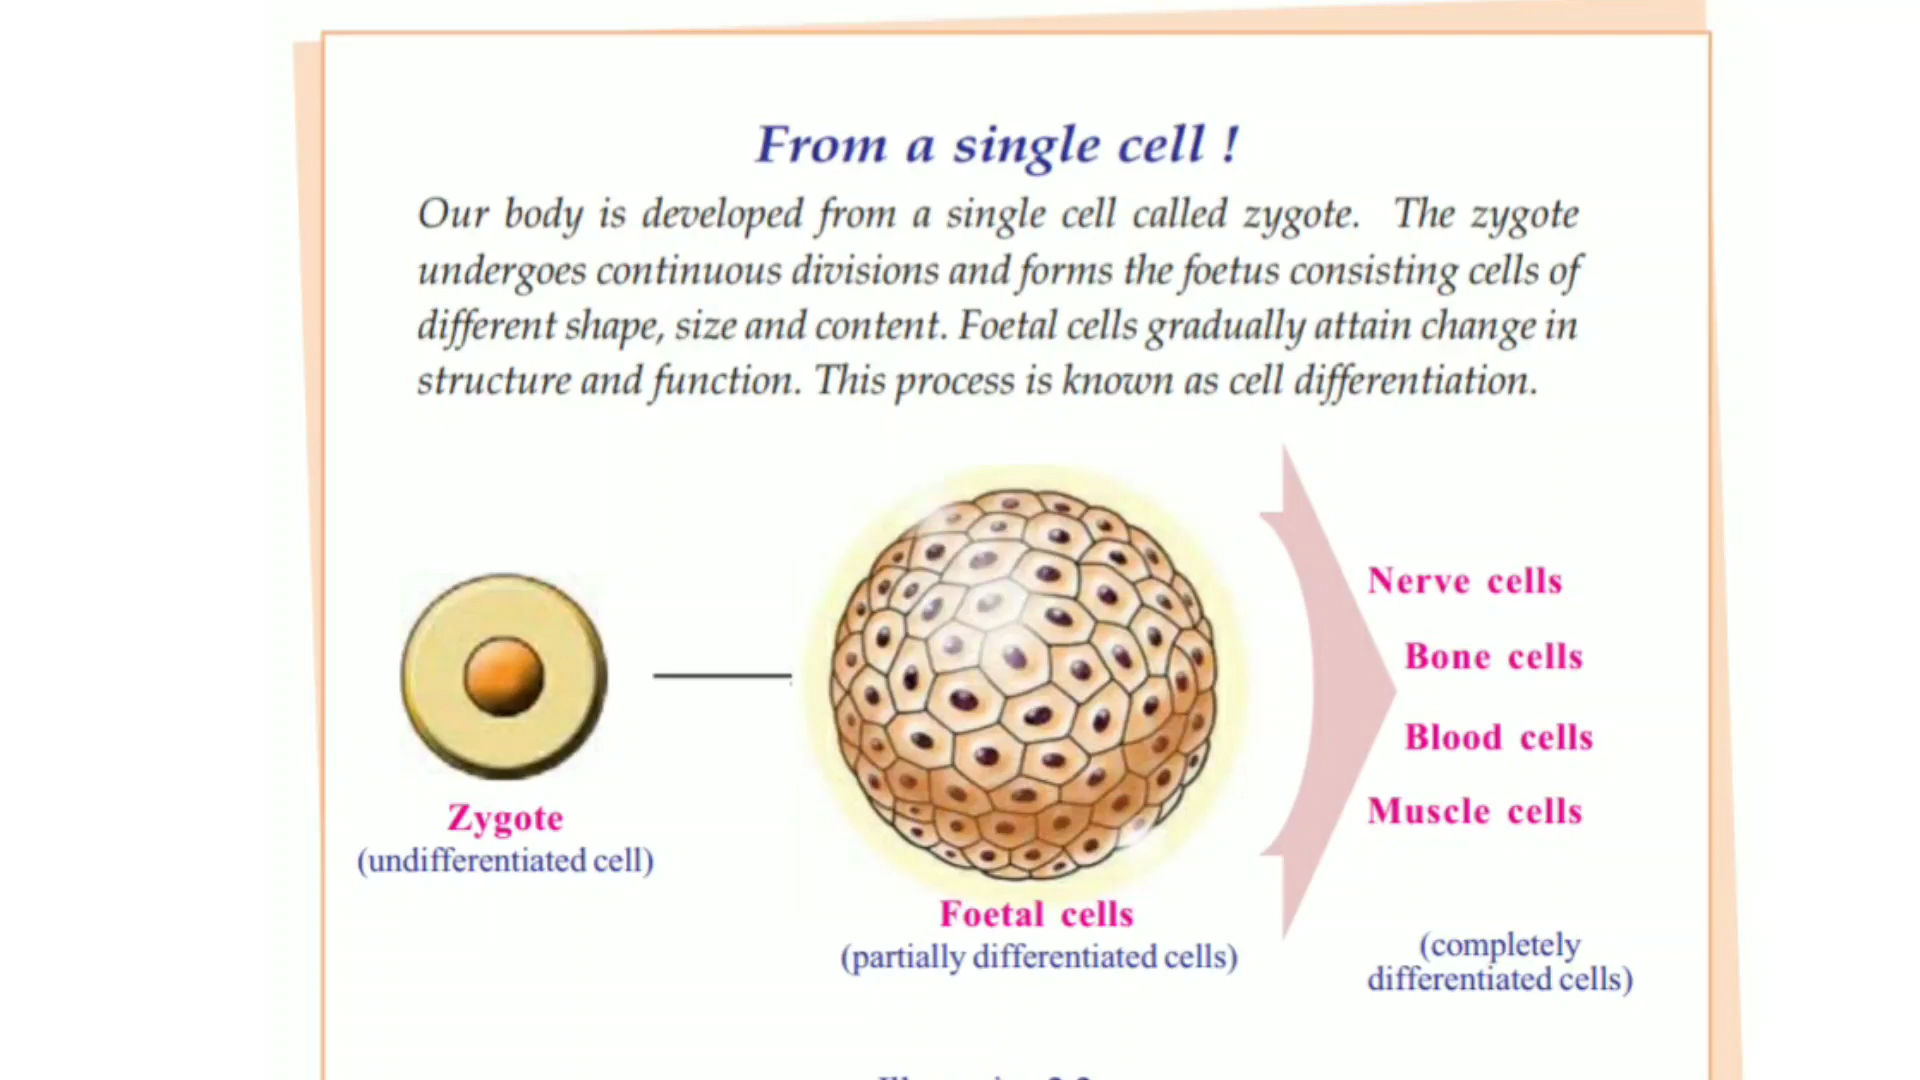 From a single cell !
Our body is developed from a single cell called zygote. The zygote
undergoes continuous divisions and forms the foetus consisting cells of
different shape, size and content. Foetal cells gradually attain change in
structure and function. This process is known as cell differentiation.
Zygote
(undifferentiated cell)
Foetal cells
(partially differentiated cells)
Nerve cells
Bone cells
Blood cells
Muscle cells
(completely
differentiated cells)